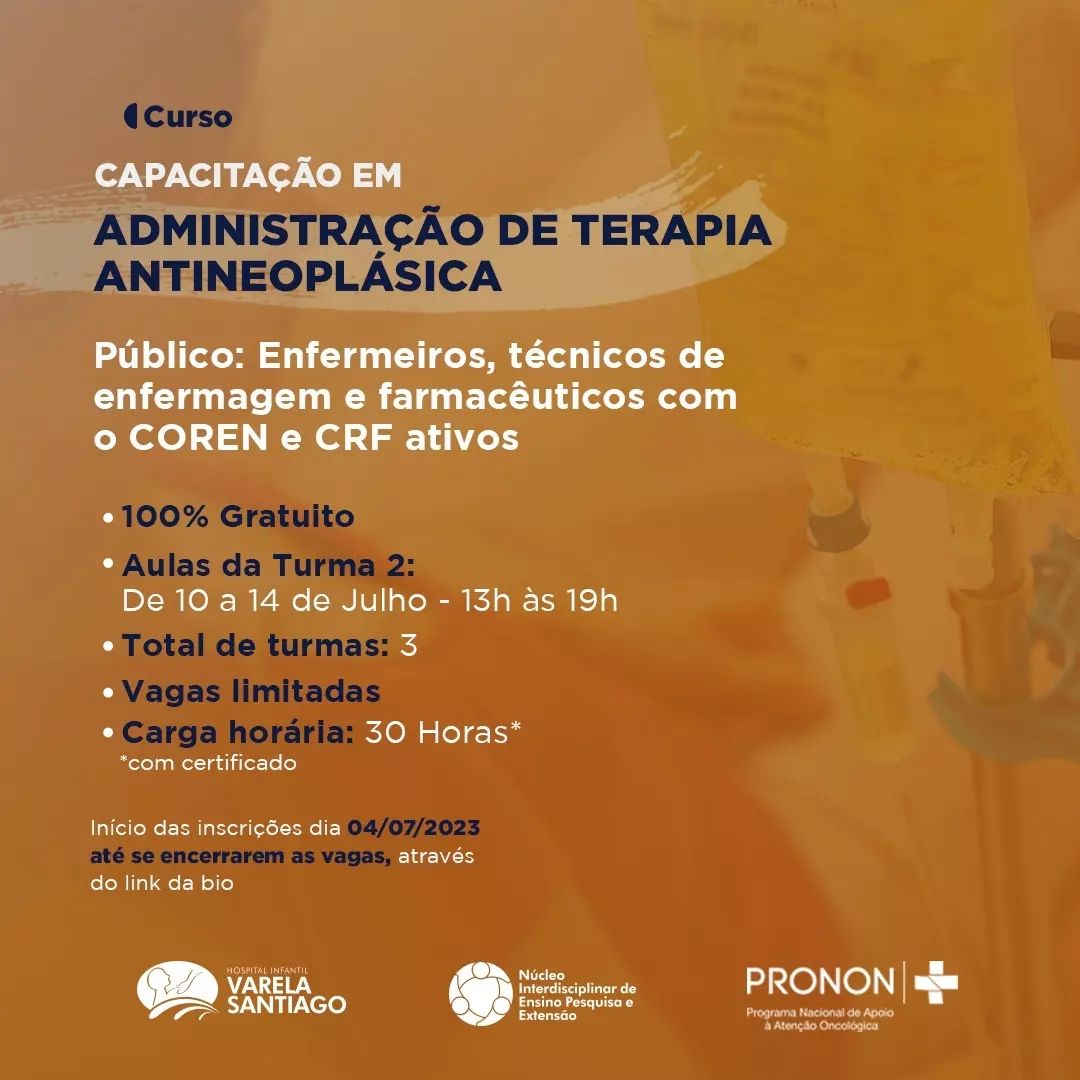 Curso
CAPACITAÇÃO EM
ADMINISTRAÇÃO DE TERAPIA
ANTINEOPLÁSICA
Público: Enfermeiros, técnicos de
enfermagem e farmacêuticos com
o COREN e CRF ativos
• 100% Gratuito
• Aulas da Turma 2:
De 10 a 14 de Julho - 13h às 19h
• Total de turmas: 3
• Vagas limitadas
• Carga horária: 30 Horas*
*com certificado
Início das inscrições dia 04/07/2023
até se encerrarem as vagas, através
do link da bio
HOSPITAL INFANTIL
VARELA
SANTIAGO
Núcleo
Interdisciplinar de
Ensino Pesquisa e
Extensão
PRONON
Programa Nacional de Apoio
à Atenção Oncológica